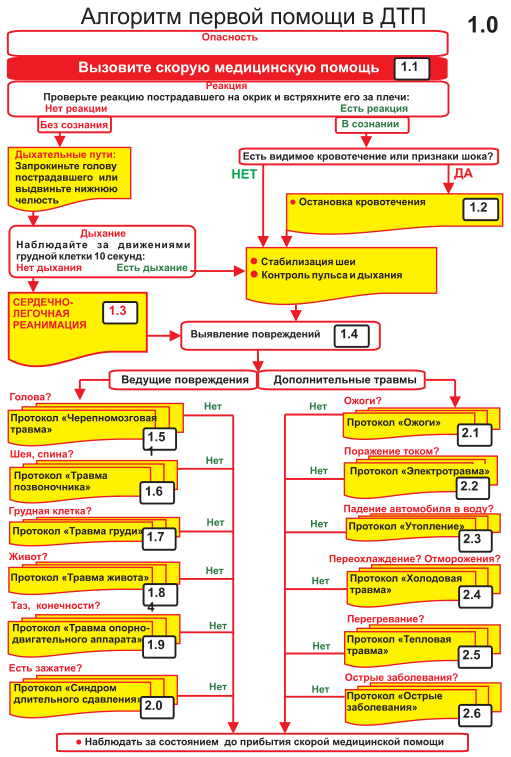 Алгоритм первой помощи в ДТП
1.0
Опасность
Вызовите скорую медицинскую помощь
1.1
Реакция
Проверьте реакцию пострадавшего на окрик и встряхните его за плечи:
Нет реакции
Есть реакция
Без сознания
В сознании
Дыхательные пути:
Запрокиньте голову
пострадавшего или
выдвиньте нижнюю
челюсть
Есть видимое кровотечение или признаки шока?
НЕТ
ДА
• Остановка кровотечения
1.2
Дыхание
Наблюдайте за движениями
грудной клетки 10 секунд:
Нет дыхания
Есть дыхание
• Стабилизация шеи
• Контроль пульса и дыхания
СЕРДЕЧНО-
ЛЕГОЧНАЯ
РЕАНИМАЦИЯ
1.3
Выявление повреждений
1.4
Ведущие повреждения
Дополнительные травмы
Голова?
Протокол «Черепномозговая
травма»
1.5
1
Нет
Шея, спина?
Протокол «Травма
позвоночника»
1.6
Нет
Грудная клетка?
Протокол «Травма груди»
1.7
Нет
Живот?
Протокол «Травма живота»
1.8
4
Нет
Таз, конечности?
Протокол «Травма опорно-
двигательного аппарата»
1.9
Нет
Есть зажатие?
Протокол «Синдром
длительного сдавления»
2.0
Нет
Ожоги?
Нет
Протокол «Ожоги»
2.1
Поражение током?
Нет
Протокол «Электротравма»
2.2
Падение автомобиля в воду?
Нет
Протокол «Утопление»
2.3
Переохлаждение? Отморожения?
Нет
Протокол «Холодовая
травма»
2.4
Перегревание?
Нет
Протокол «Тепловая
травма»
2.5
Острые заболевания?
Нет
Протокол «Острые
заболевания»
2.6
• Наблюдать за состоянием до прибытия скорой медицинской помощи